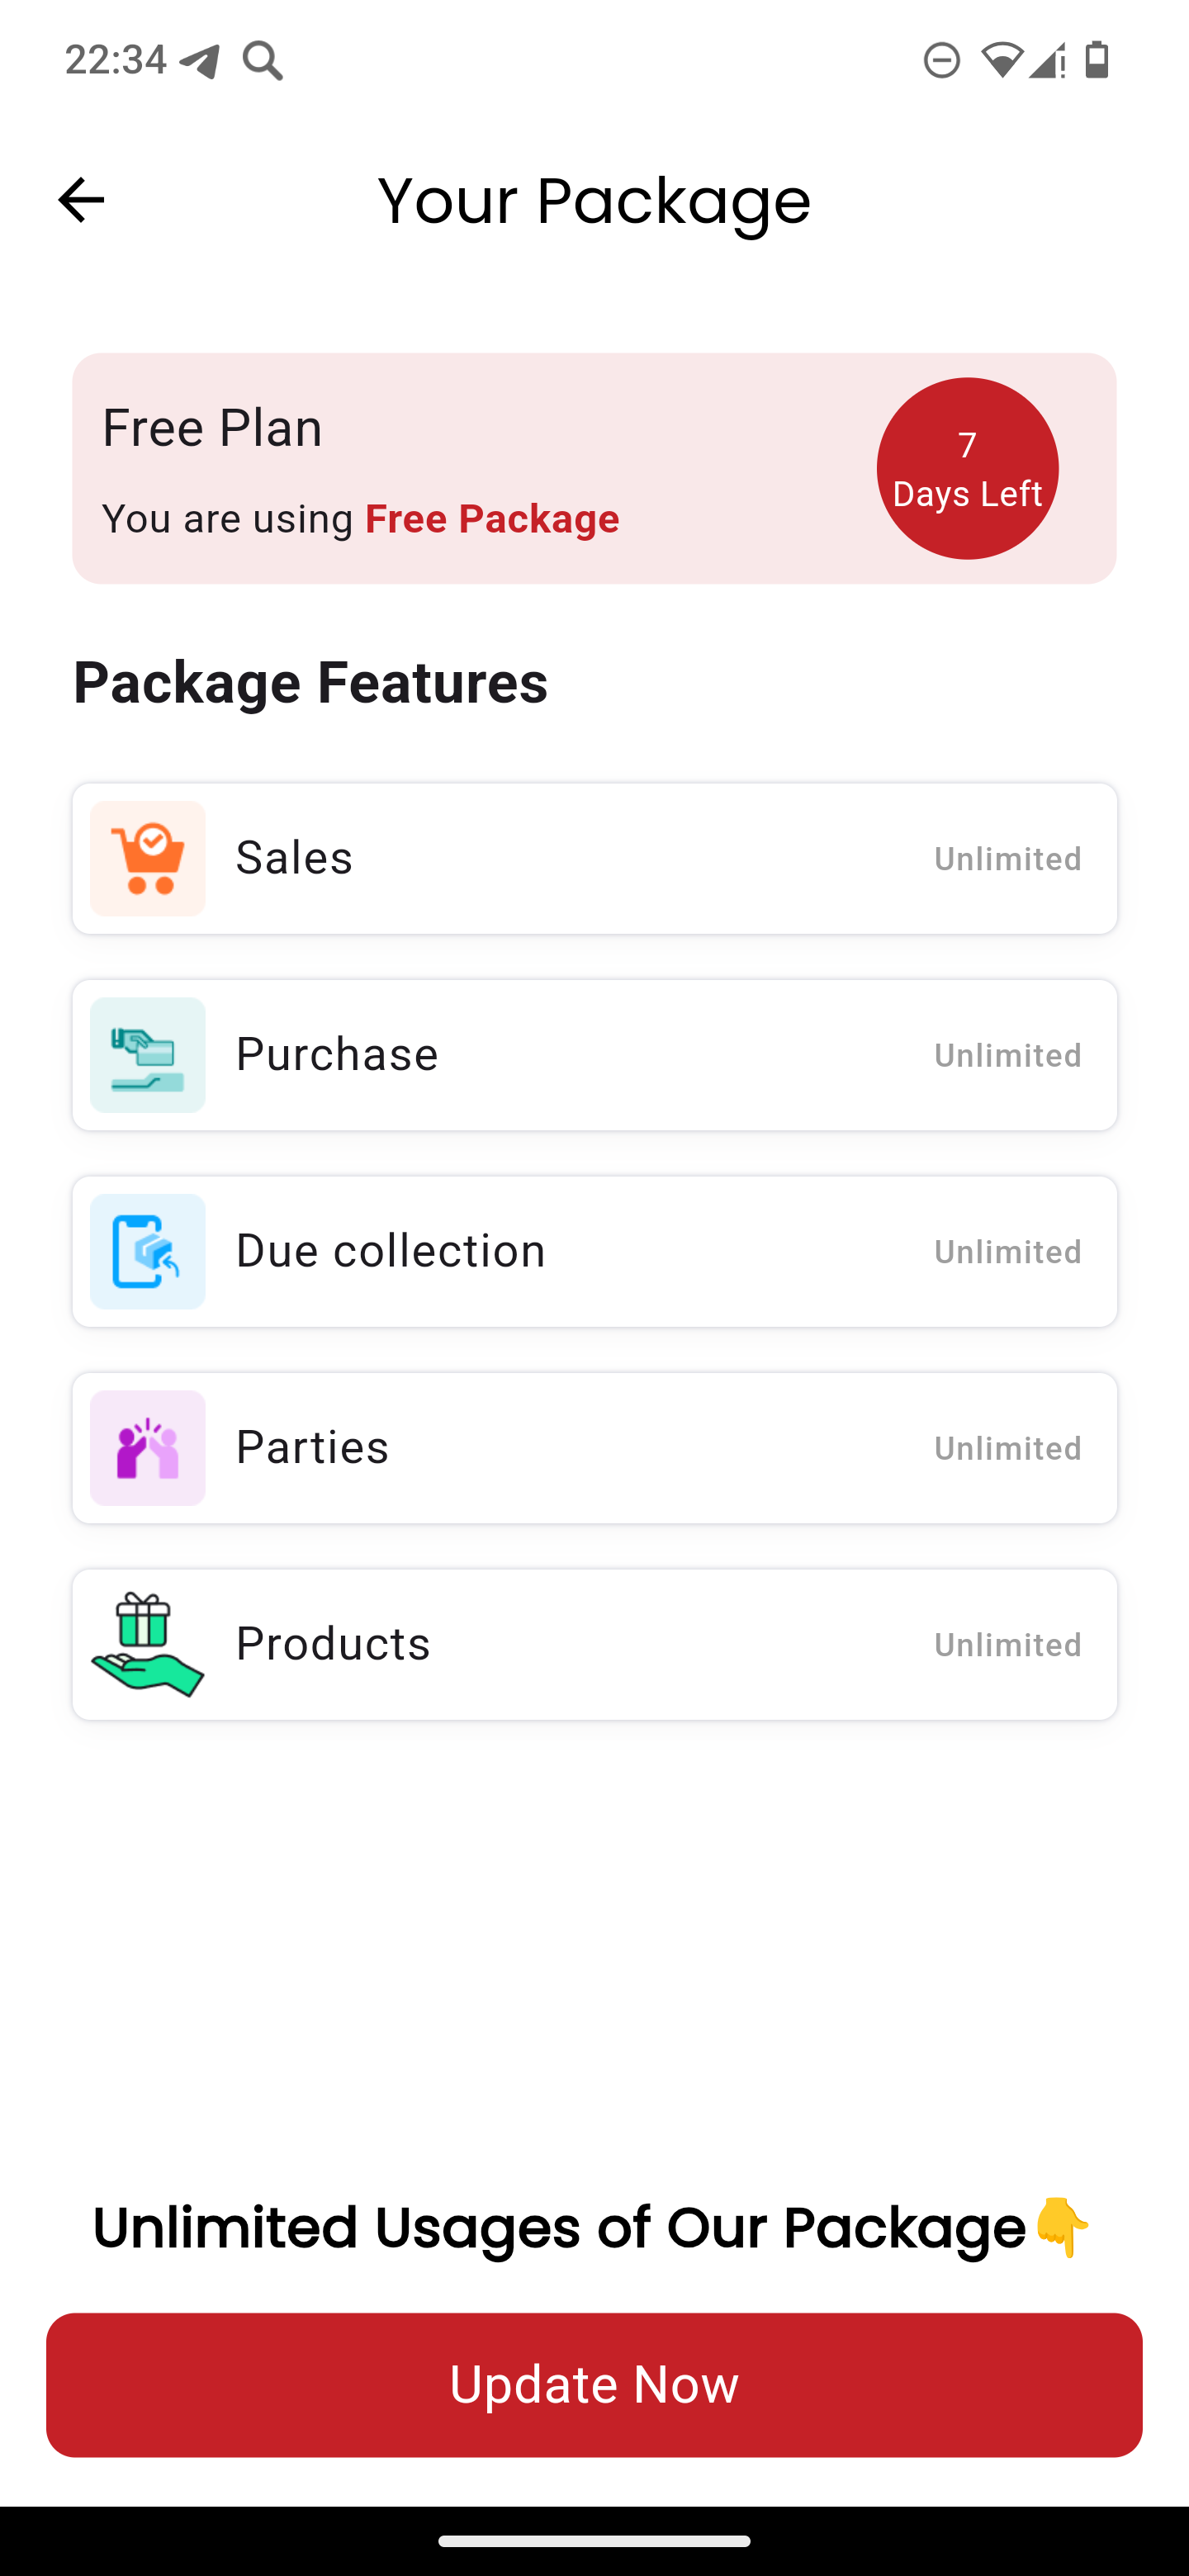 22:34
Your Package
Free Plan
You are using Free Package
7
Days Left
Package Features
Sales
Unlimited
Purchase
Unlimited
Due collection
Unlimited
Parties
Unlimited
Products
Unlimited
Unlimited Usages of Our Package👇
Update Now